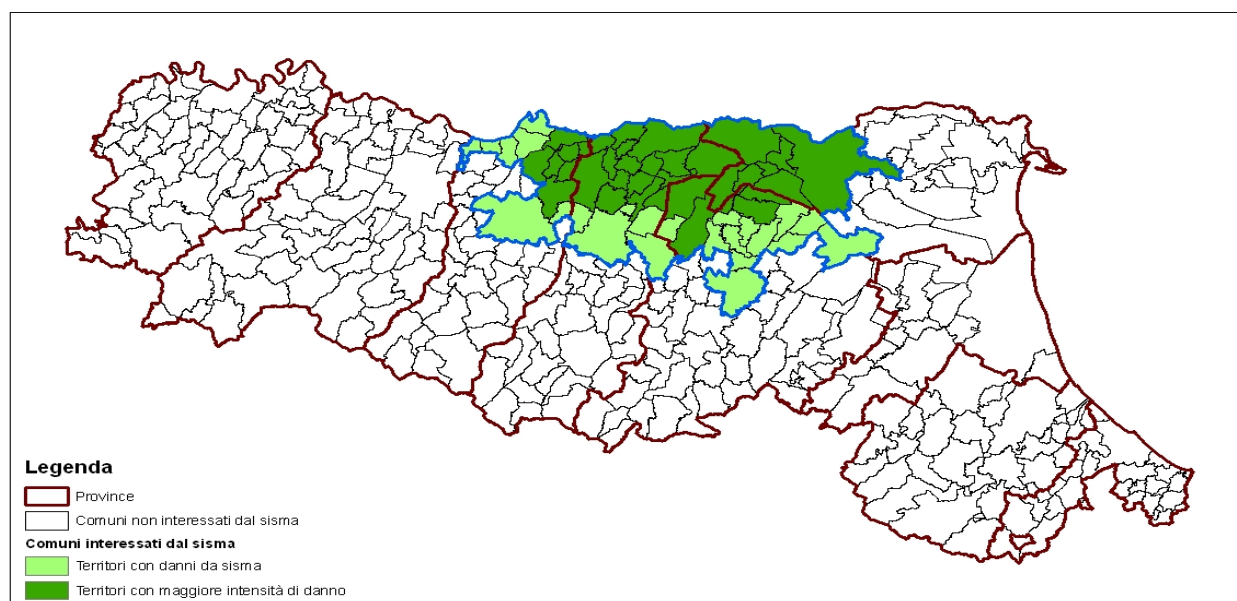 Legenda
Province
Comuni non interessati dal sisma
Comuni interessati dal sisma
Territori con danni da sisma
Territori con maggiore intensità di danno